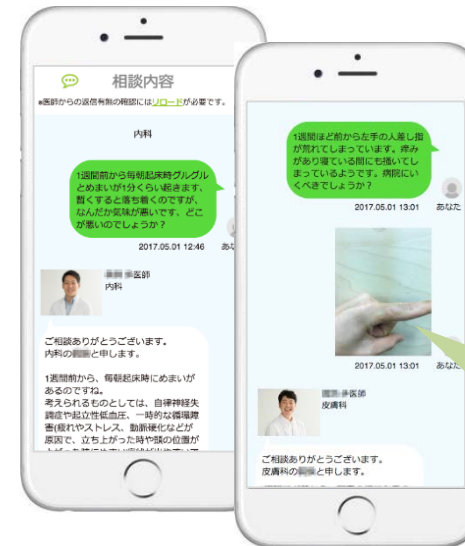 相談内容
※医師からの返信有無の確認にはリロードが必要です。
内科
1週間前から毎朝起床時グルグル
とめまいが1分くらい起きます、
暫くすると落ち着くのですが、
なんだか気味が悪いです、どこ
が悪いのでしょうか？
2017.05.01 12:46
医師
内科
ご相談ありがとうございます。
内科の　　と申します。
1週間前から、毎朝起床時にめまいが
あるのですね。
考えられるものとしては、自律神経失
調症や起立性低血圧、一時的な循環障
害(疲れやストレス、動脈硬化などが
原因で、立ち上がった時や頭の位置が
1週間ほど前から左手の人差し指
が荒れてしまっています。痒み
があり寝ている間にも掻いてし
まっているようです。病院にい
くべきでしょうか？
2017.05.01 13:01 あなた
2017.05.01 13:01 あなた
医師
皮膚科
ご相談ありがとうございます。
皮膚科の　　と申します。